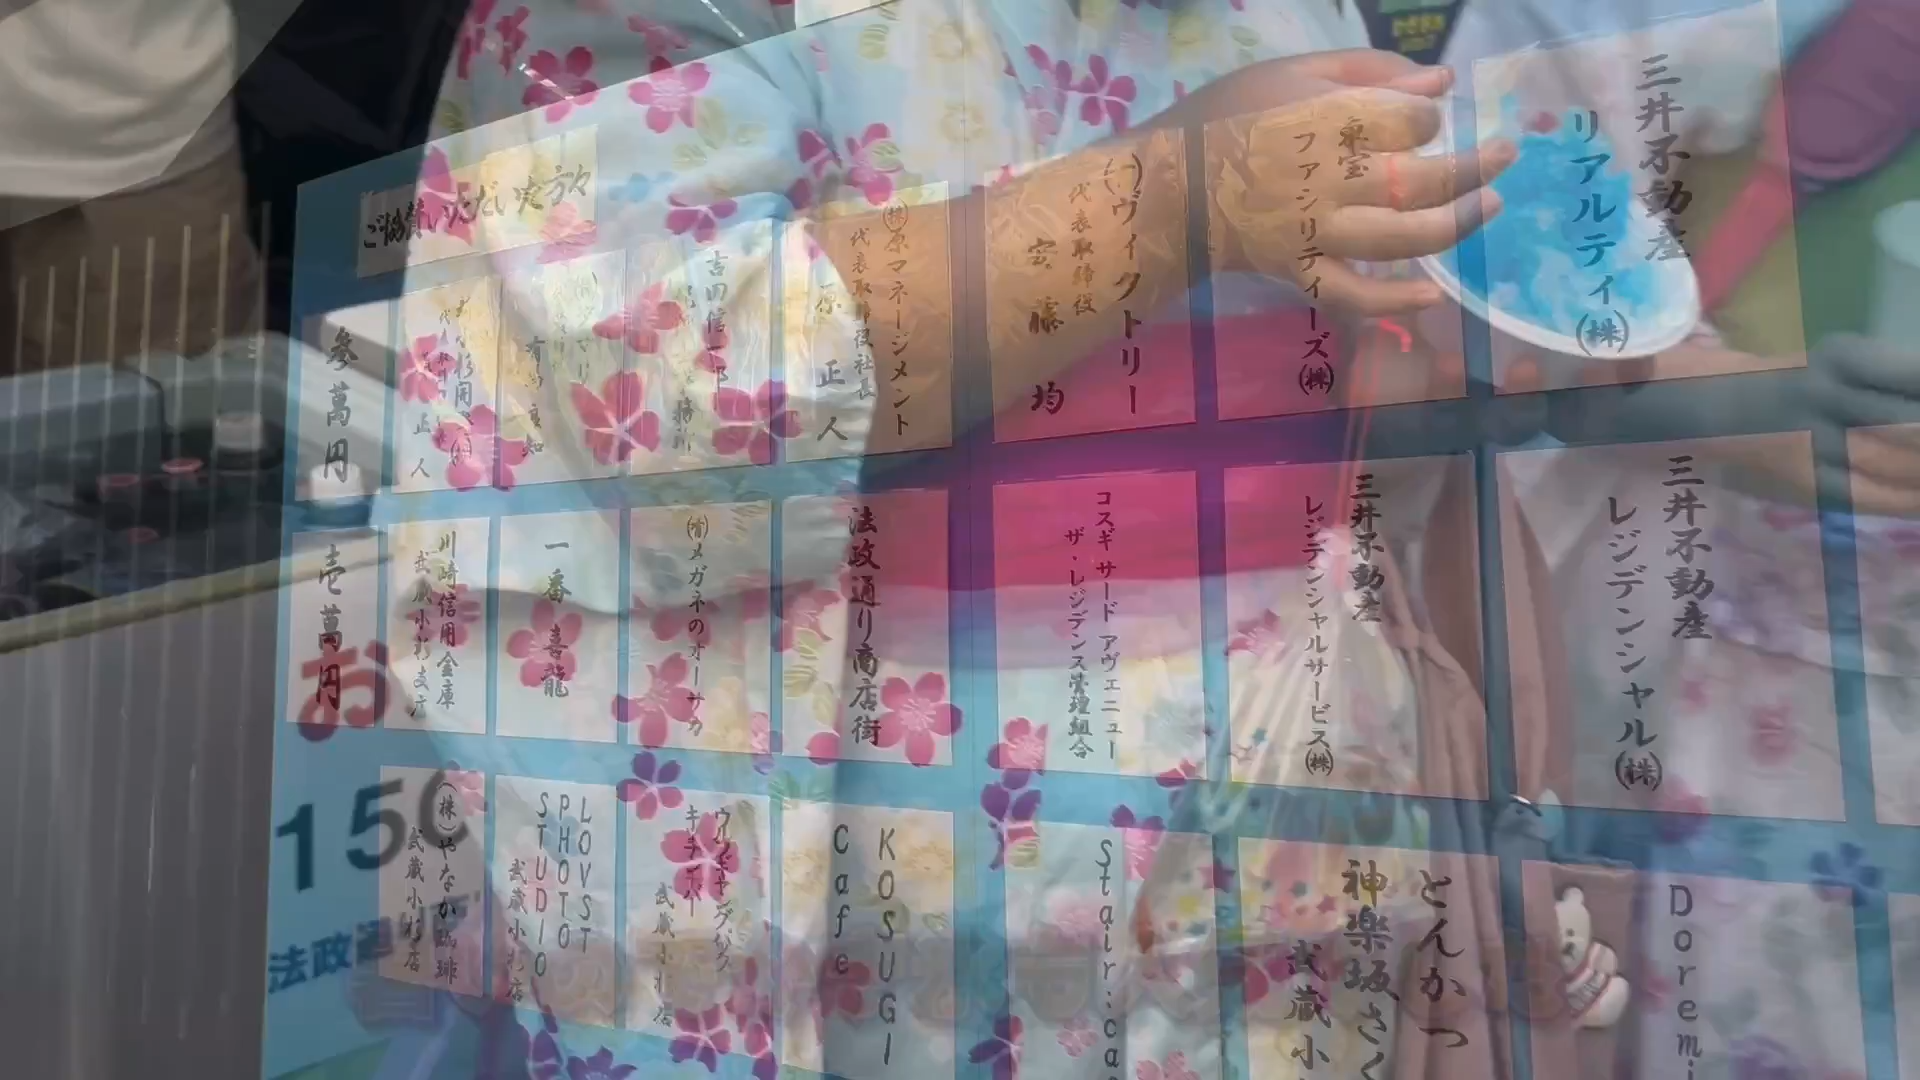 三井不動産
リアルティ(株)
東宝
ファシリティーズ(株)
(一)ヴィクトリー
代表取締役
安藤 均
(株)原マネージメント
代表取締役社長
原 正人
吉田信一郎
正人
参萬円
ご協賛いただいた方々
三井不動産
レジデンシャル(株)
三井不動産
レジデンシャルサービス(株)
コスギ サード アヴェニュー
ザ・レジデンス管理組合
法政通り商店街
(有)メガネのオーサカ
一番 喜龍
川崎信用金庫
武蔵小杉支店
壱萬円
お
Doremi
とんかつ
神楽坂さく
武蔵小
KOSUGI
Cafe
武蔵小杉店
LOVST
PHOTO
STUDIO
武蔵小杉店
(株)やなか珈琲
武蔵小杉店
150
法政通り